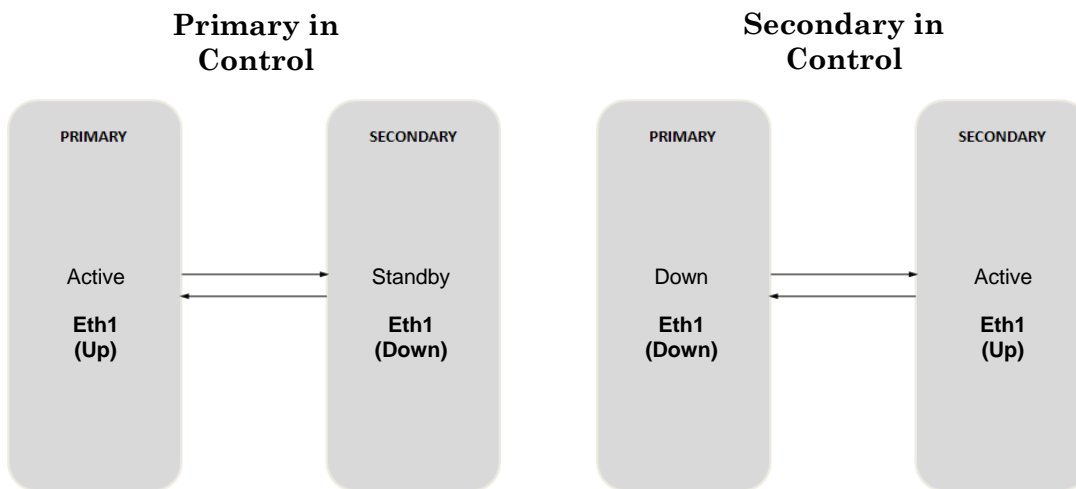 Primary in
Control
PRIMARY
SECONDARY
Active
Standby
Eth1
(Up)
Eth1
(Down)
Secondary in
Control
PRIMARY
SECONDARY
Down
Active
Eth1
(Down)
Eth1
(Up)